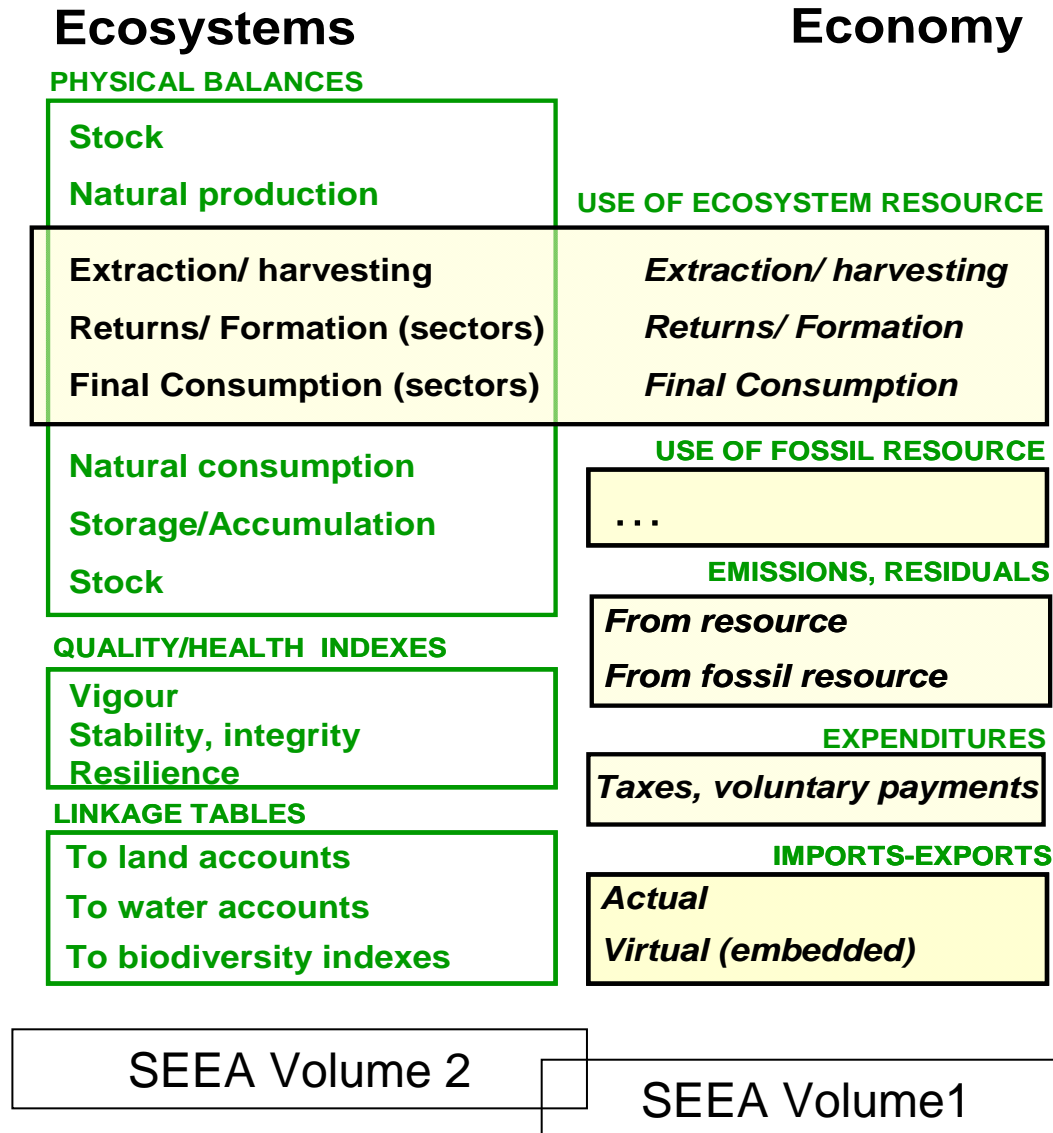 Ecosystems
PHYSICAL BALANCES
Stock
Natural production
Extraction/ harvesting
Returns/ Formation (sectors)
Final Consumption (sectors)
Natural consumption
Storage/Accumulation
Stock
QUALITY/HEALTH INDEXES
Vigour
Stability, integrity
Resilience
LINKAGE TABLES
To land accounts
To water accounts
To biodiversity indexes
SEEA Volume 2
Economy
USE OF ECOSYSTEM RESOURCE
Extraction/ harvesting
Returns/ Formation
Final Consumption
USE OF FOSSIL RESOURCE
...
EMISSIONS, RESIDUALS
From resource
From fossil resource
EXPENDITURES
Taxes, voluntary payments
IMPORTS-EXPORTS
Actual
Virtual (embedded)
SEEA Volume1